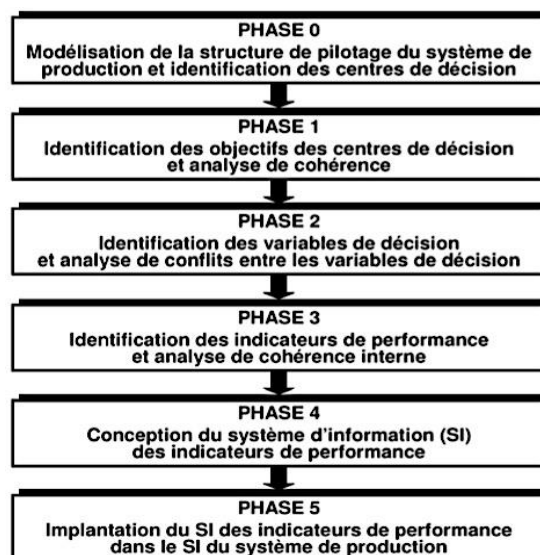 PHASE 0
Modélisation de la structure de pilotage du système de
production et identification des centres de décision
PHASE 1
Identification des objectifs des centres de décision
et analyse de cohérence
PHASE 2
Identification des variables de décision
et analyse de conflits entre les variables de décision
PHASE 3
Identification des indicateurs de performance
et analyse de cohérence interne
PHASE 4
Conception du système d'information (SI)
des indicateurs de performance
PHASE 5
Implantation du SI des indicateurs de performance
dans le SI du système de production